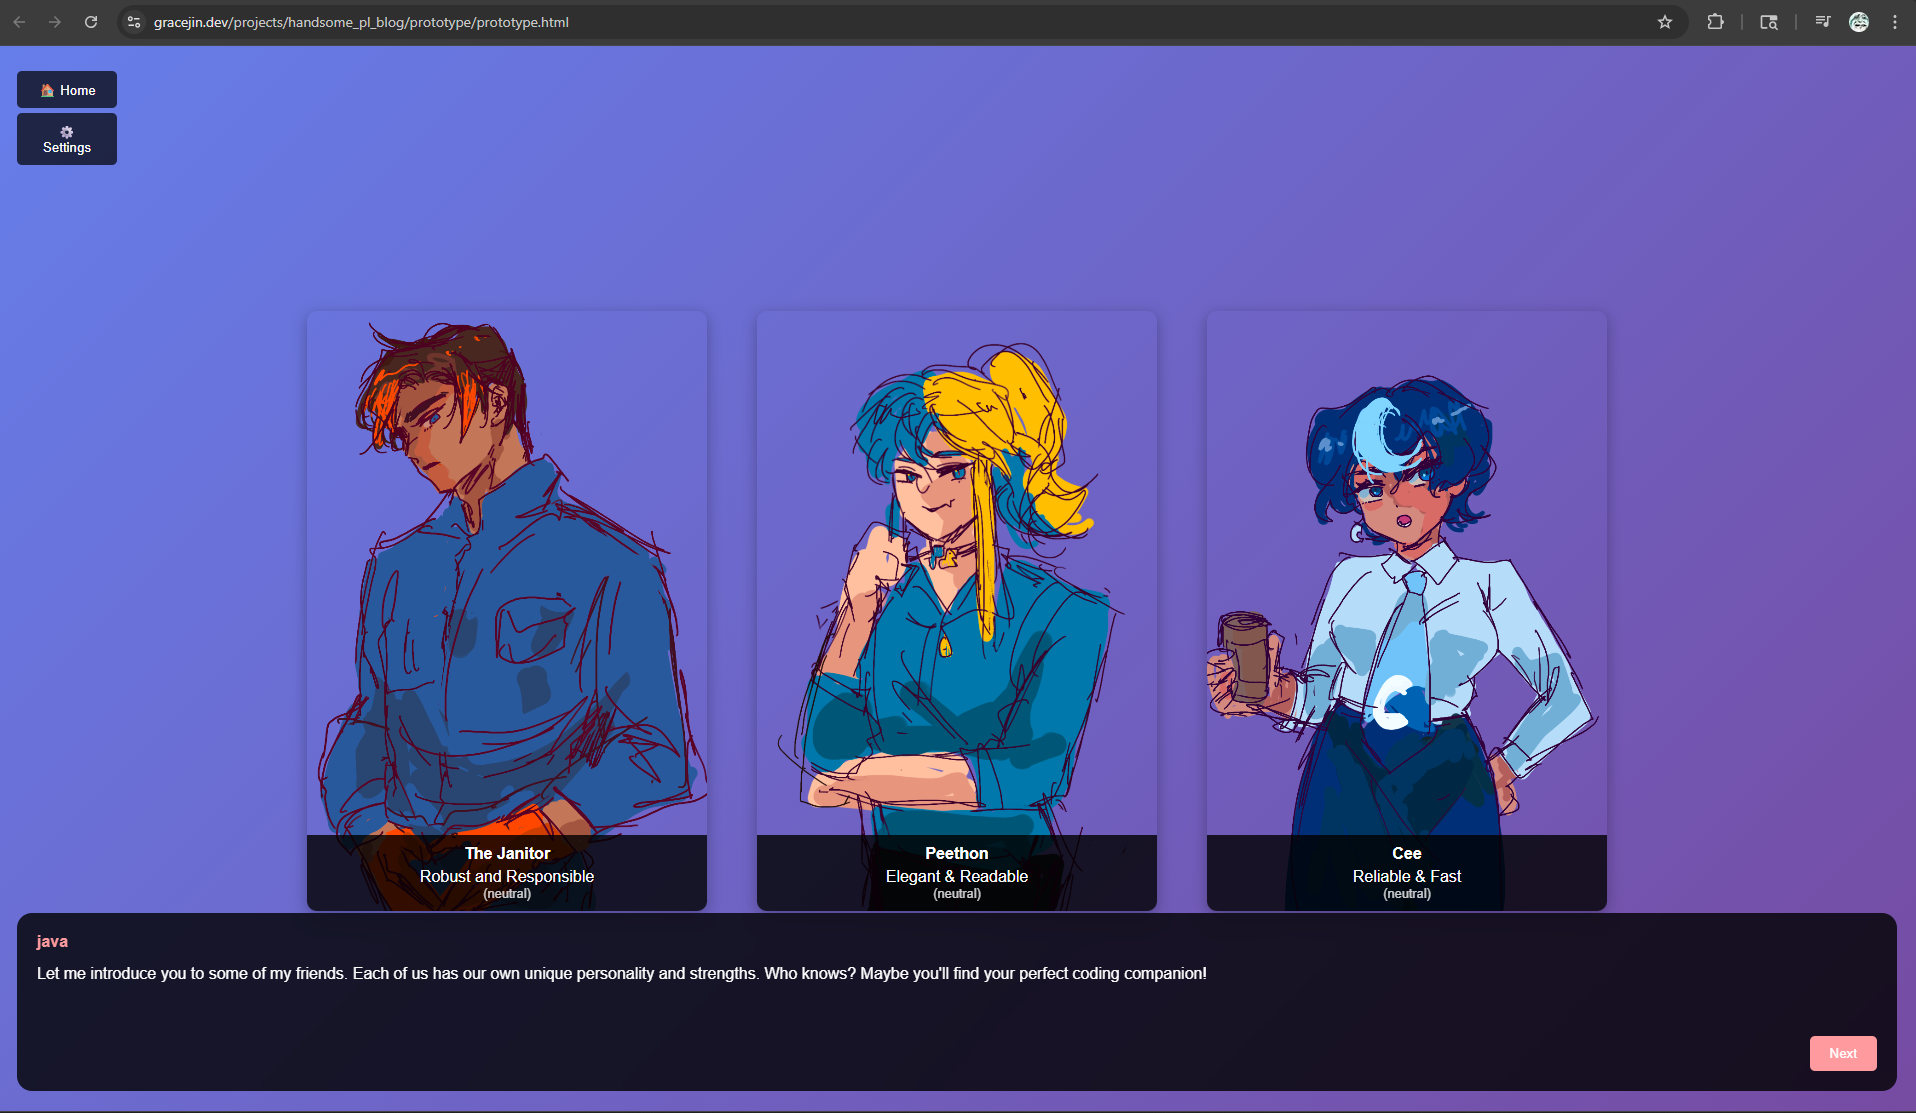 gracejin.dev/projects/handsome_pl_blog/prototype/prototype.html
Home
Settings
The Janitor
Robust and Responsible
(neutral)
Peethon
Elegant & Readable
(neutral)
Cee
Reliable & Fast
(neutral)
java
Let me introduce you to some of my friends. Each of us has our own unique personality and strengths. Who knows? Maybe you'll find your perfect coding companion!
Next